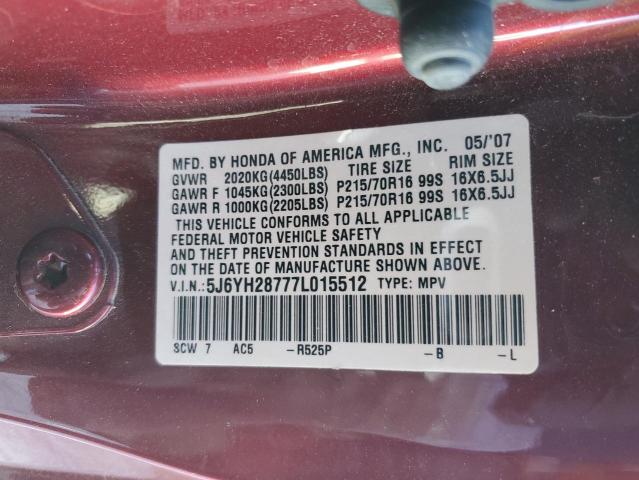 MFD. BY HONDA OF AMERICA MFG., INC. 05/'07
GVWR 2020KG(4450LBS) TIRE SIZE RIM SIZE
GAWR F 1045KG(2300LBS) P215/70R16 99S 16X6.5JJ
GAWR R 1000KG(2205LBS) P215/70R16 99S 16X6.5JJ
THIS VEHICLE CONFORMS TO ALL APPLICABLE
FEDERAL MOTOR VEHICLE SAFETY
AND THEFT PREVENTION STANDARDS IN EFFECT
ON THE DATE OF MANUFACTURE SHOWN ABOVE.
V.I.N.: 5J6YH28777L015512 TYPE: MPV
SCW 7 AC5 -R525P -B -L